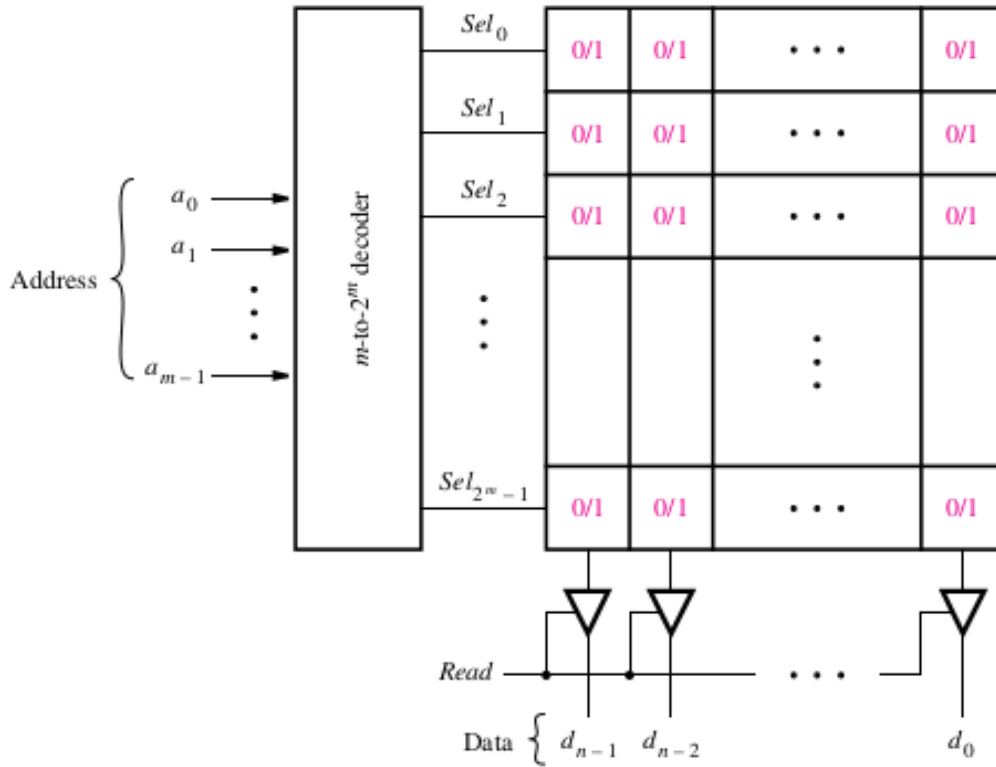 Sel₀ 0/1 0/1 • • • 0/1
Sel₁ 0/1 0/1 • • • 0/1
Sel₂ 0/1 0/1 • • • 0/1
a₀
a₁
Address
aₘ₋₁
m-to-2ᵐ decoder
Sel₂ᵐ₋₁ 0/1 0/1 • • • 0/1
Read • • •
Data { dₙ₋₁ dₙ₋₂ d₀